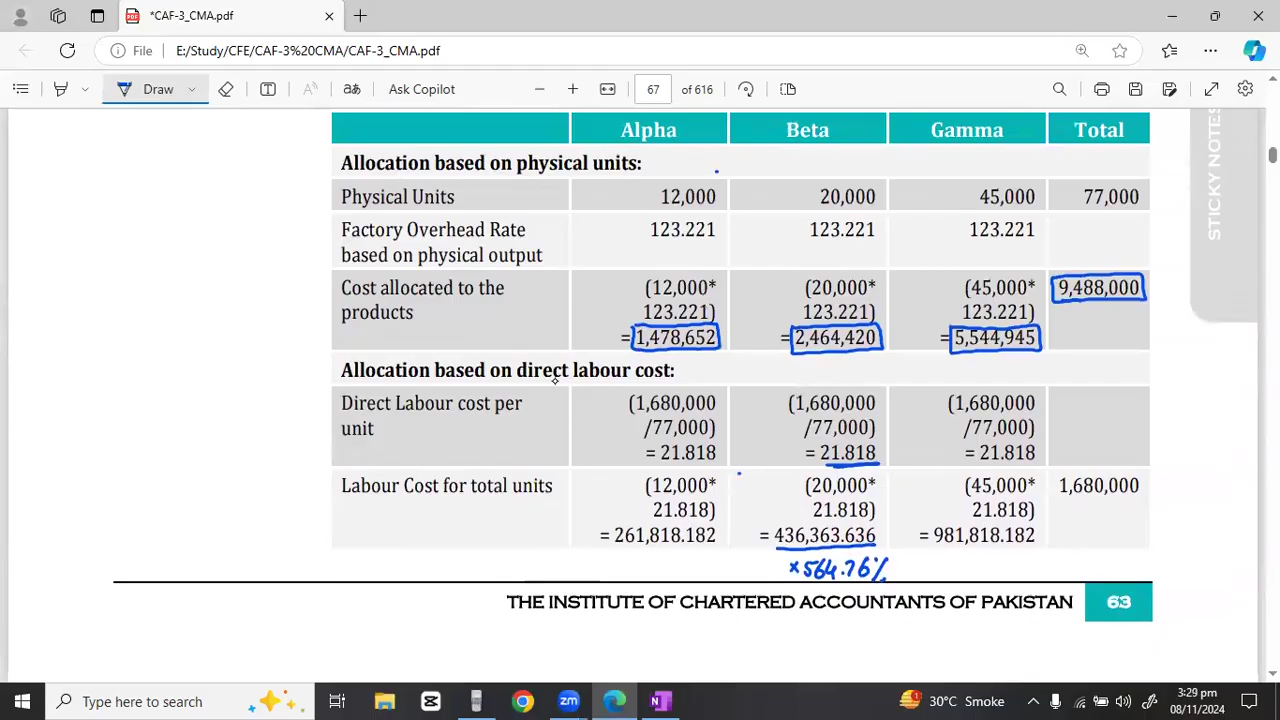 *CAF-3_CMA.pdf
File E:/Study/CFE/CAF-3%20CMA/CAF-3_CMA.pdf
Draw Ask Copilot 67 of 616
Alpha Beta Gamma Total
Allocation based on physical units:
Physical Units 12,000 20,000 45,000 77,000
Factory Overhead Rate 123.221 123.221 123.221
based on physical output
Cost allocated to the (12,000* (20,000* (45,000* 9,488,000
products 123.221) 123.221) 123.221)
=1,478,652 =2,464,420 =5,544,945
Allocation based on direct labour cost:
Direct Labour cost per (1,680,000 (1,680,000 (1,680,000
unit /77,000) /77,000) /77,000)
= 21.818 = 21.818 = 21.818
Labour Cost for total units (12,000* (20,000* (45,000* 1,680,000
21.818) 21.818) 21.818)
= 261,818.182 = 436,363.636 = 981,818.182
×564.76%
THE INSTITUTE OF CHARTERED ACCOUNTANTS OF PAKISTAN 63
STICKY NOTES
Type here to search
30°C Smoke
3:29 pm
08/11/2024